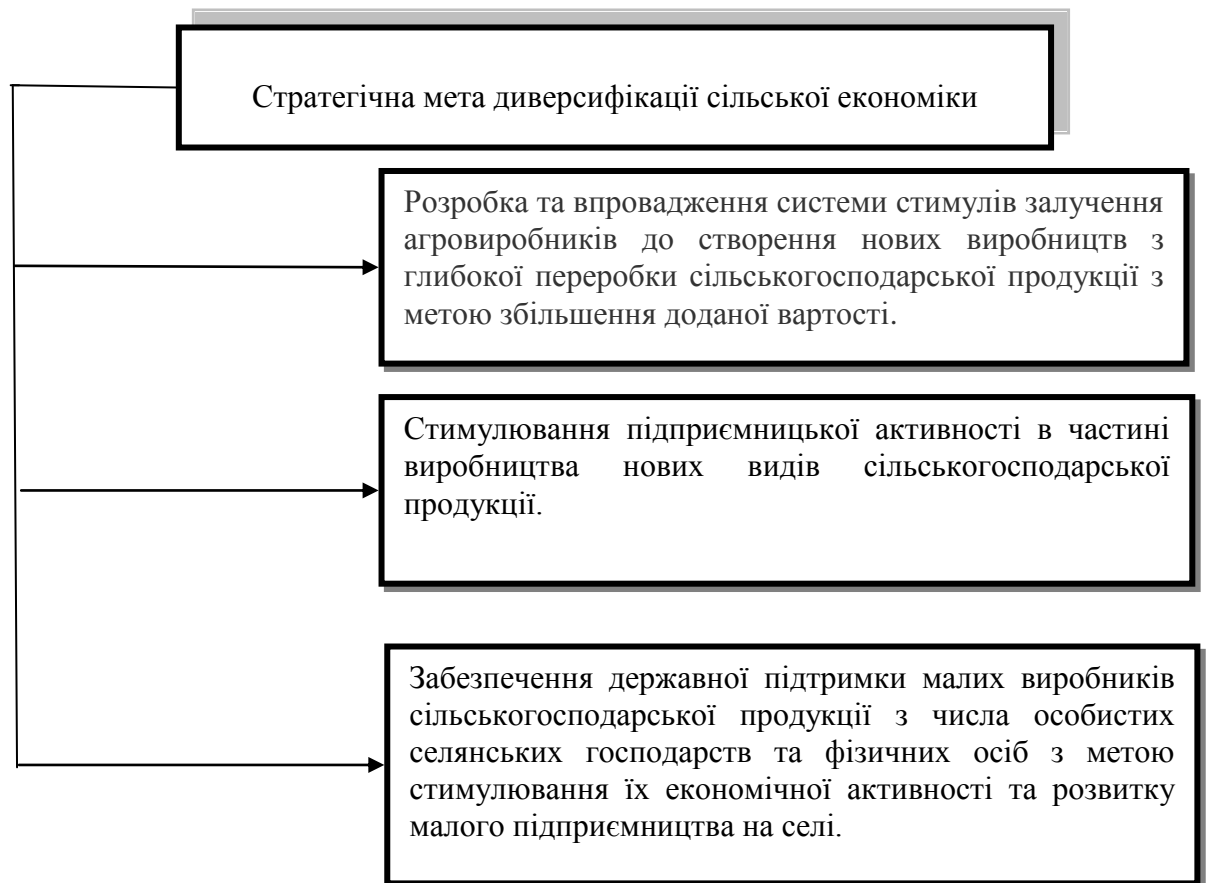 Стратегічна мета диверсифікації сільської економіки
Розробка та впровадження системи стимулів залучення
агровиробників до створення нових виробництв з
глибокої переробки сільськогосподарської продукції з
метою збільшення доданої вартості.
Стимулювання підприємницької активності в частині
виробництва нових видів сільськогосподарської
продукції.
Забезпечення державної підтримки малих виробників
сільськогосподарської продукції з числа особистих
селянських господарств та фізичних осіб з метою
стимулювання їх економічної активності та розвитку
малого підприємництва на селі.